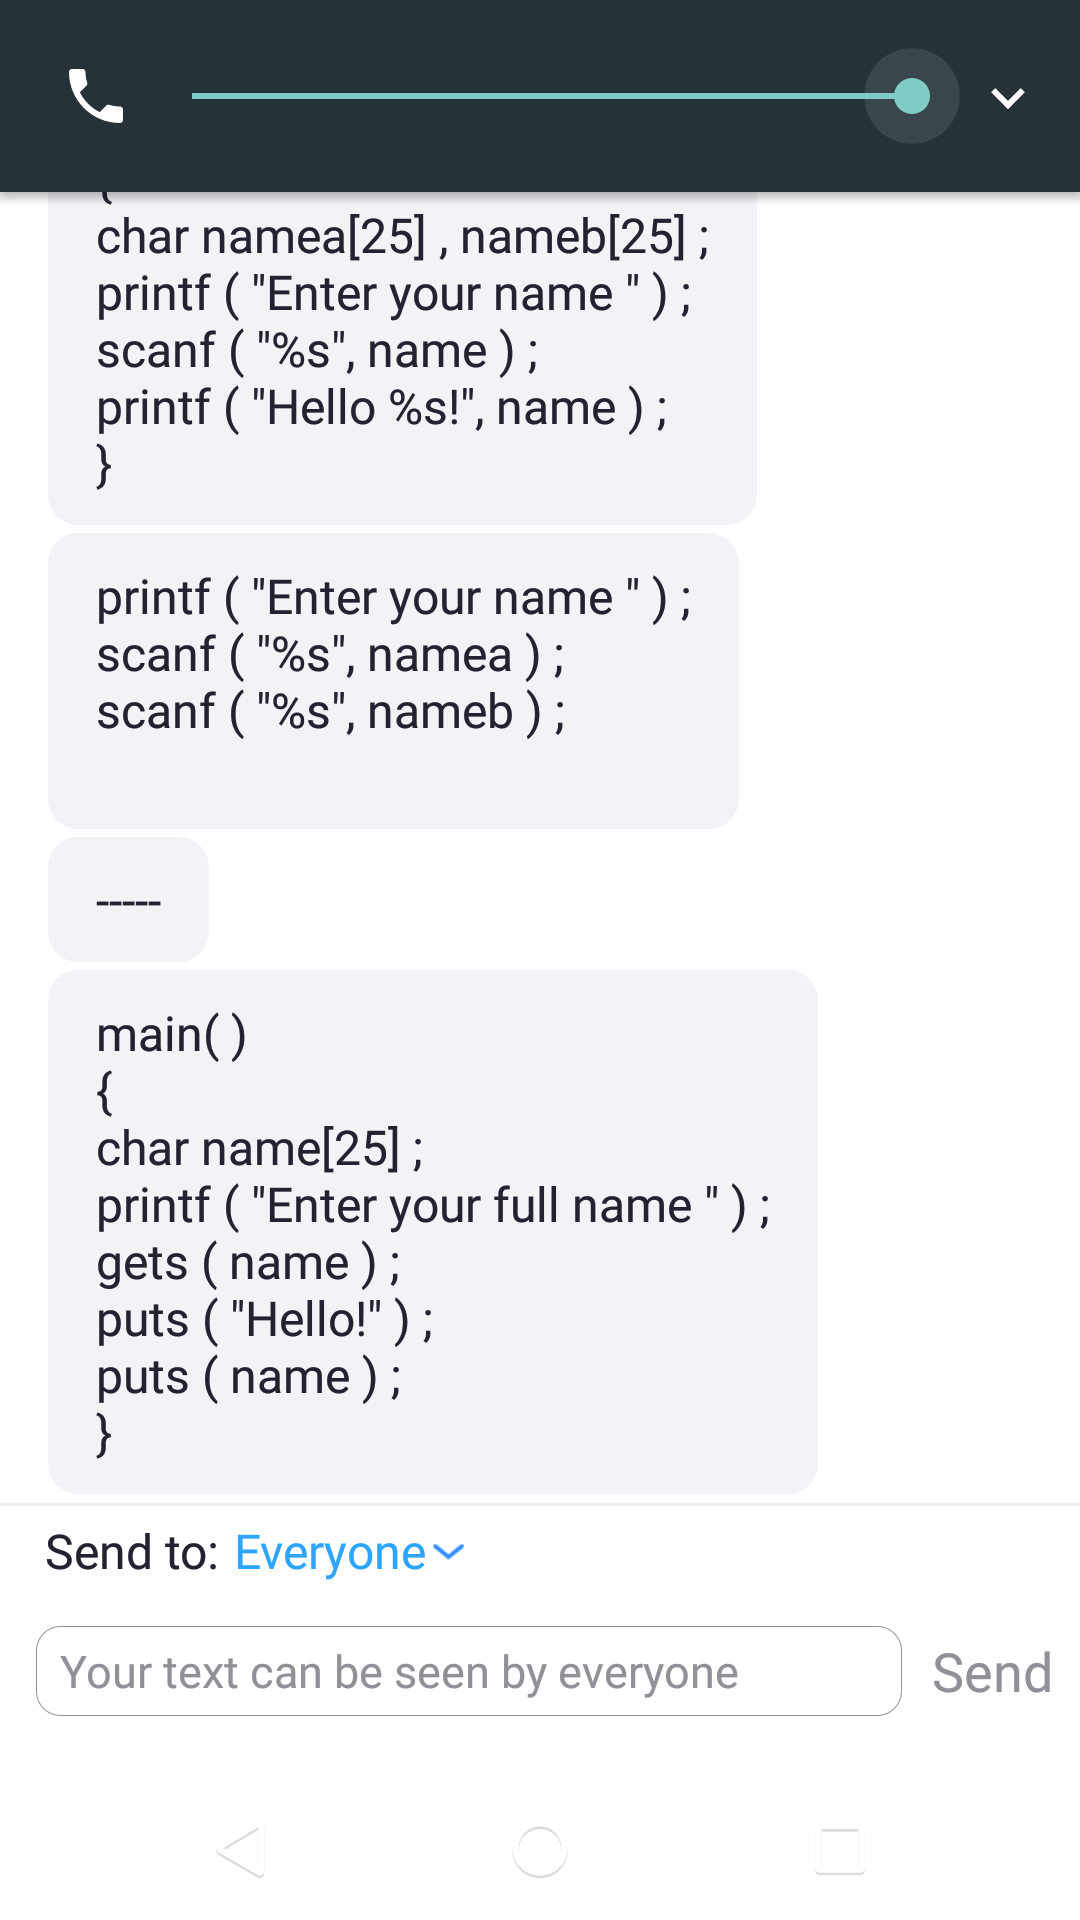 {
char namea[25] , nameb[25] ;
printf ( "Enter your name " ) ;
scanf ( "%s", name ) ;
printf ( "Hello %s!", name ) ;
}
printf ( "Enter your name " ) ;
scanf ( "%s", namea ) ;
scanf ( "%s", nameb ) ;
-----
main( )
{
char name[25] ;
printf ( "Enter your full name " ) ;
gets ( name ) ;
puts ( "Hello!" ) ;
puts ( name ) ;
}
Send to: Everyone
Your text can be seen by everyone
Send